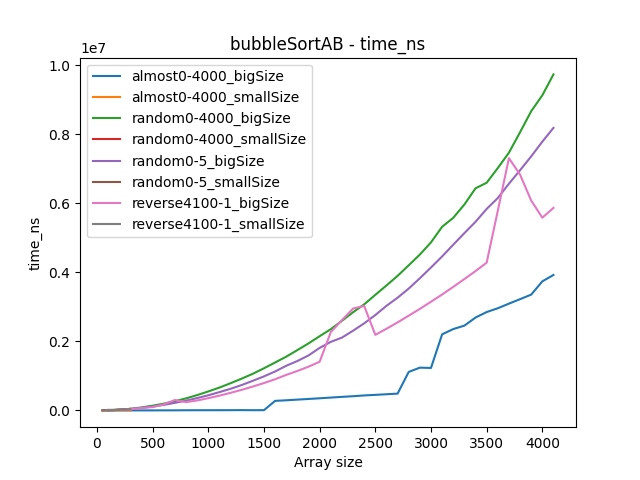 bubbleSortAB - time_ns
1e7
1.0
0.8
0.6
0.4
0.2
0.0
time_ns
almost0-4000_bigSize
almost0-4000_smallSize
random0-4000_bigSize
random0-4000_smallSize
random0-5_bigSize
random0-5_smallSize
reverse4100-1_bigSize
reverse4100-1_smallSize
0 500 1000 1500 2000 2500 3000 3500 4000
Array size